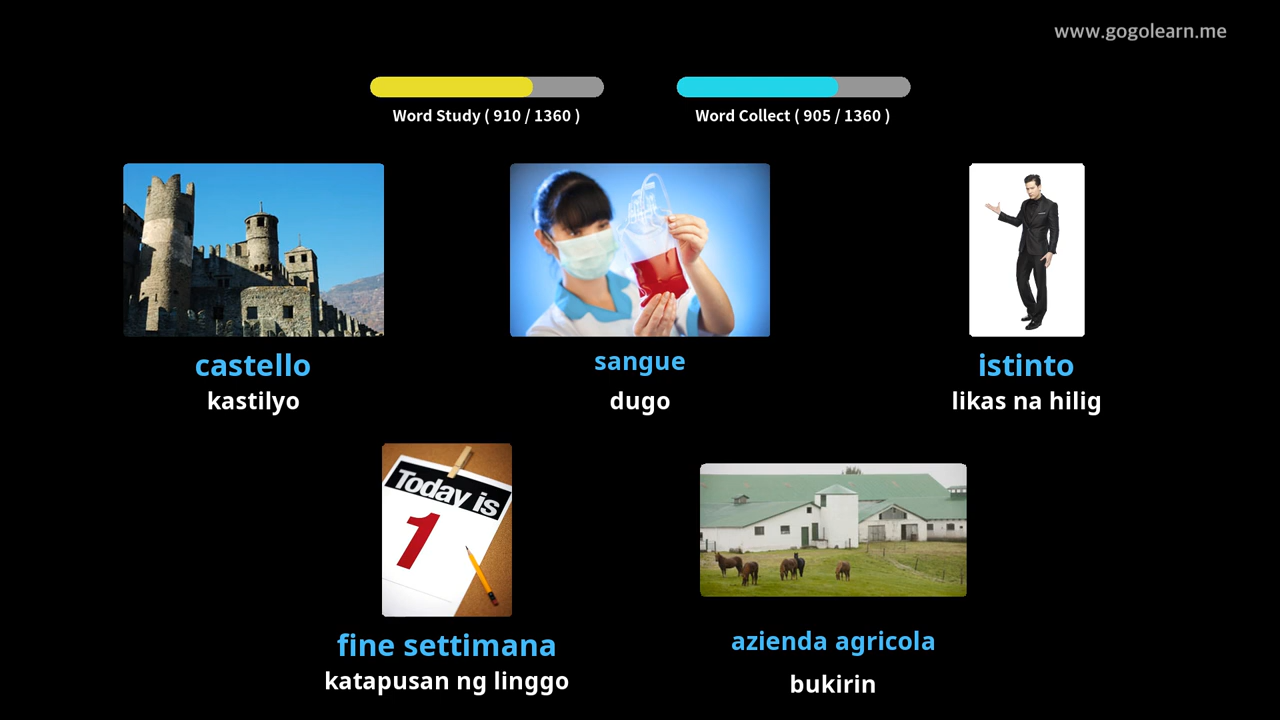 www.gogolearn.me
Word Study ( 910 / 1360 )
Word Collect ( 905 / 1360 )
castello
kastilyo
sangue
dugo
istinto
likas na hilig
Today is
1
fine settimana
katapusan ng linggo
azienda agricola
bukirin